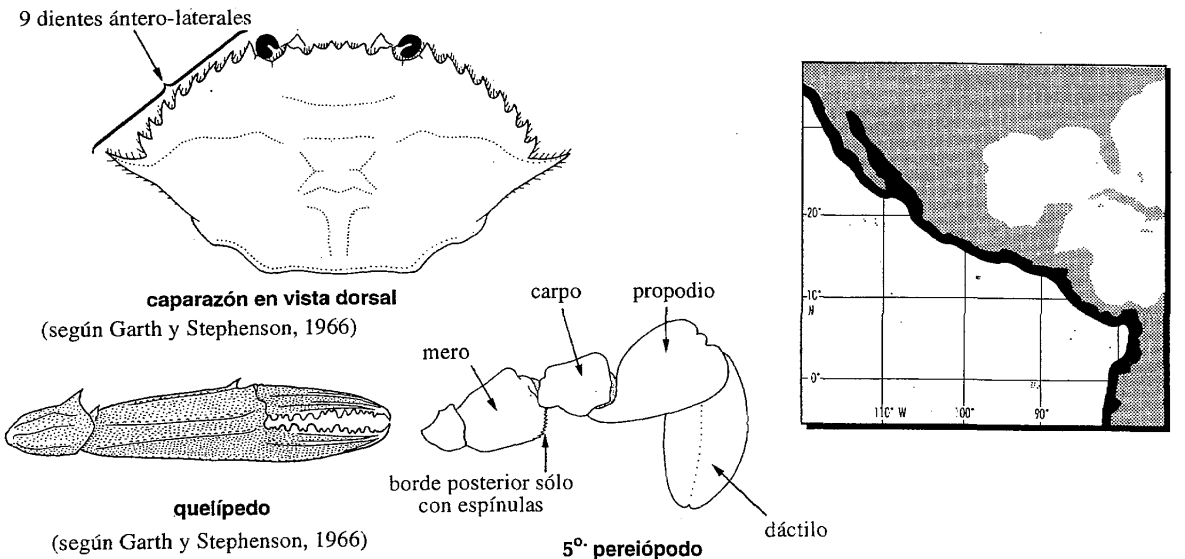 9 dientes ántero-laterales
caparazón en vista dorsal
(según Garth y Stephenson, 1966)
carpo
propodio
mero
borde posterior sólo
con espínulas
dáctilo
quelípedo
(según Garth y Stephenson, 1966)
5º. pereiópodo
20°
10°
N
0°
110° W
100°
90°